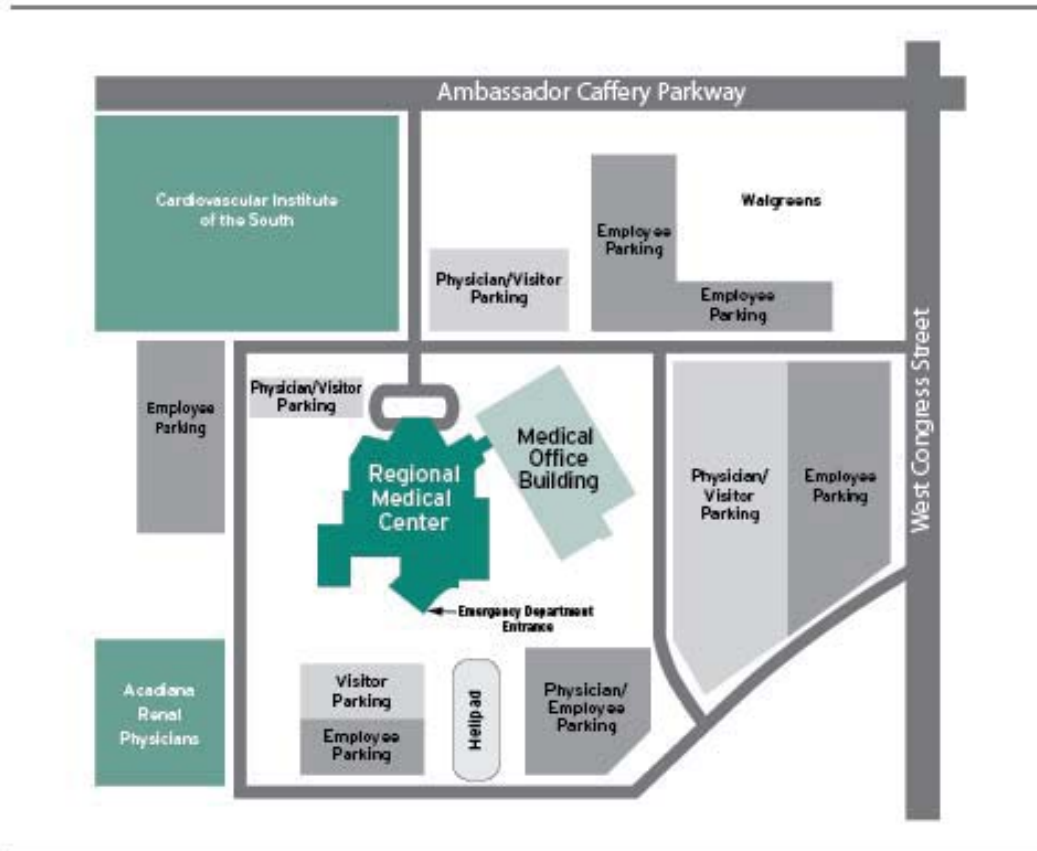 Ambassador Caffery Parkway
Cardiovascular Institute
of the South
Walgreens
Employee
Parking
Physician/Visitor
Parking
Employee
Parking
West Congress Street
Physician/Visitor
Parking
Employee
Parking
Medical
Office
Building
Regional
Medical
Center
Physician/
Visitor
Parking
Employee
Parking
Emergency Department
Entrance
Acadiana
Renal
Physicians
Visitor
Parking
Employee
Parking
Helipad
Physician/
Employee
Parking